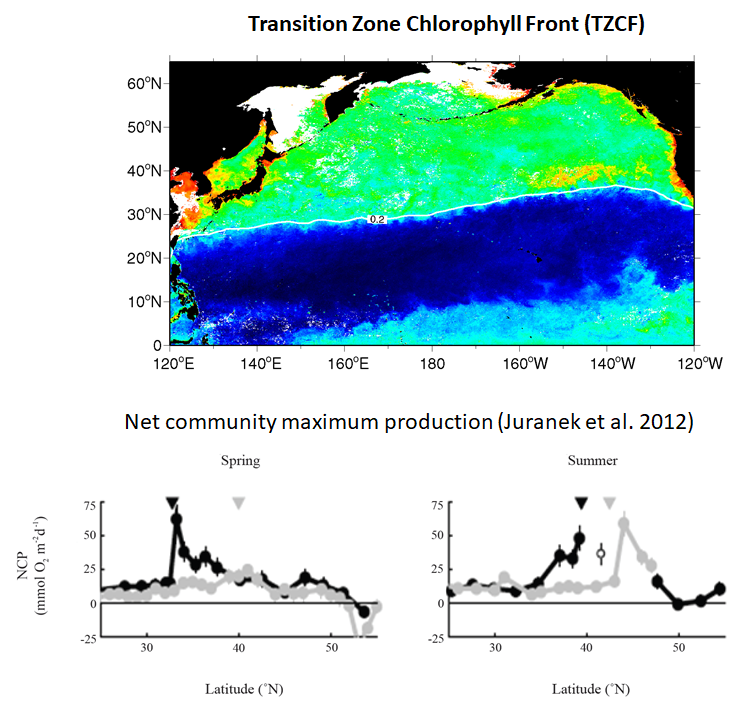 Transition Zone Chlorophyll Front (TZCF)
60°N
50°N
40°N
30°N
20°N
10°N
0
0.2
120°E 140°E 160°E 180 160°W 140°W 120°W
Net community maximum production (Juranek et al. 2012)
Spring Summer
NCP
(mmol O₂ m⁻²d⁻¹)
75 75
50 50
25 25
0 0
-25 -25
30 40 50 30 40 50
Latitude (°N) Latitude (°N)